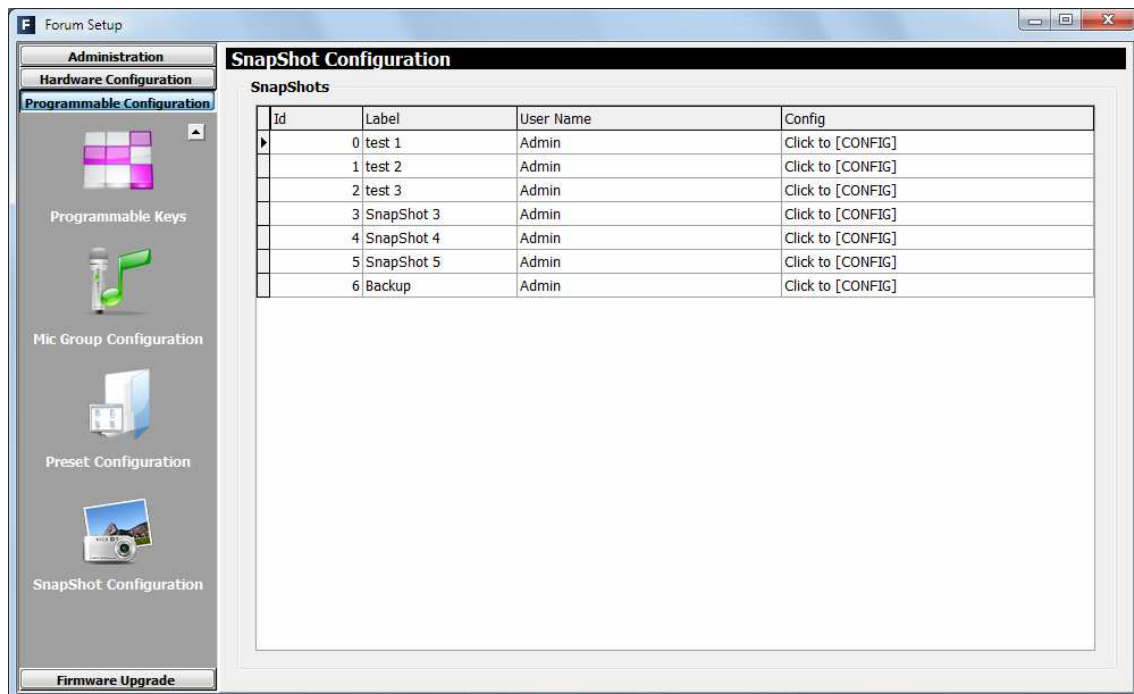 F Forum Setup
Administration
Hardware Configuration
Programmable Configuration
Programmable Keys
Mic Group Configuration
Preset Configuration
SnapShot Configuration
Firmware Upgrade
SnapShot Configuration
SnapShots
Id Label User Name Config
0 test 1 Admin Click to [CONFIG]
1 test 2 Admin Click to [CONFIG]
2 test 3 Admin Click to [CONFIG]
3 SnapShot 3 Admin Click to [CONFIG]
4 SnapShot 4 Admin Click to [CONFIG]
5 SnapShot 5 Admin Click to [CONFIG]
6 Backup Admin Click to [CONFIG]